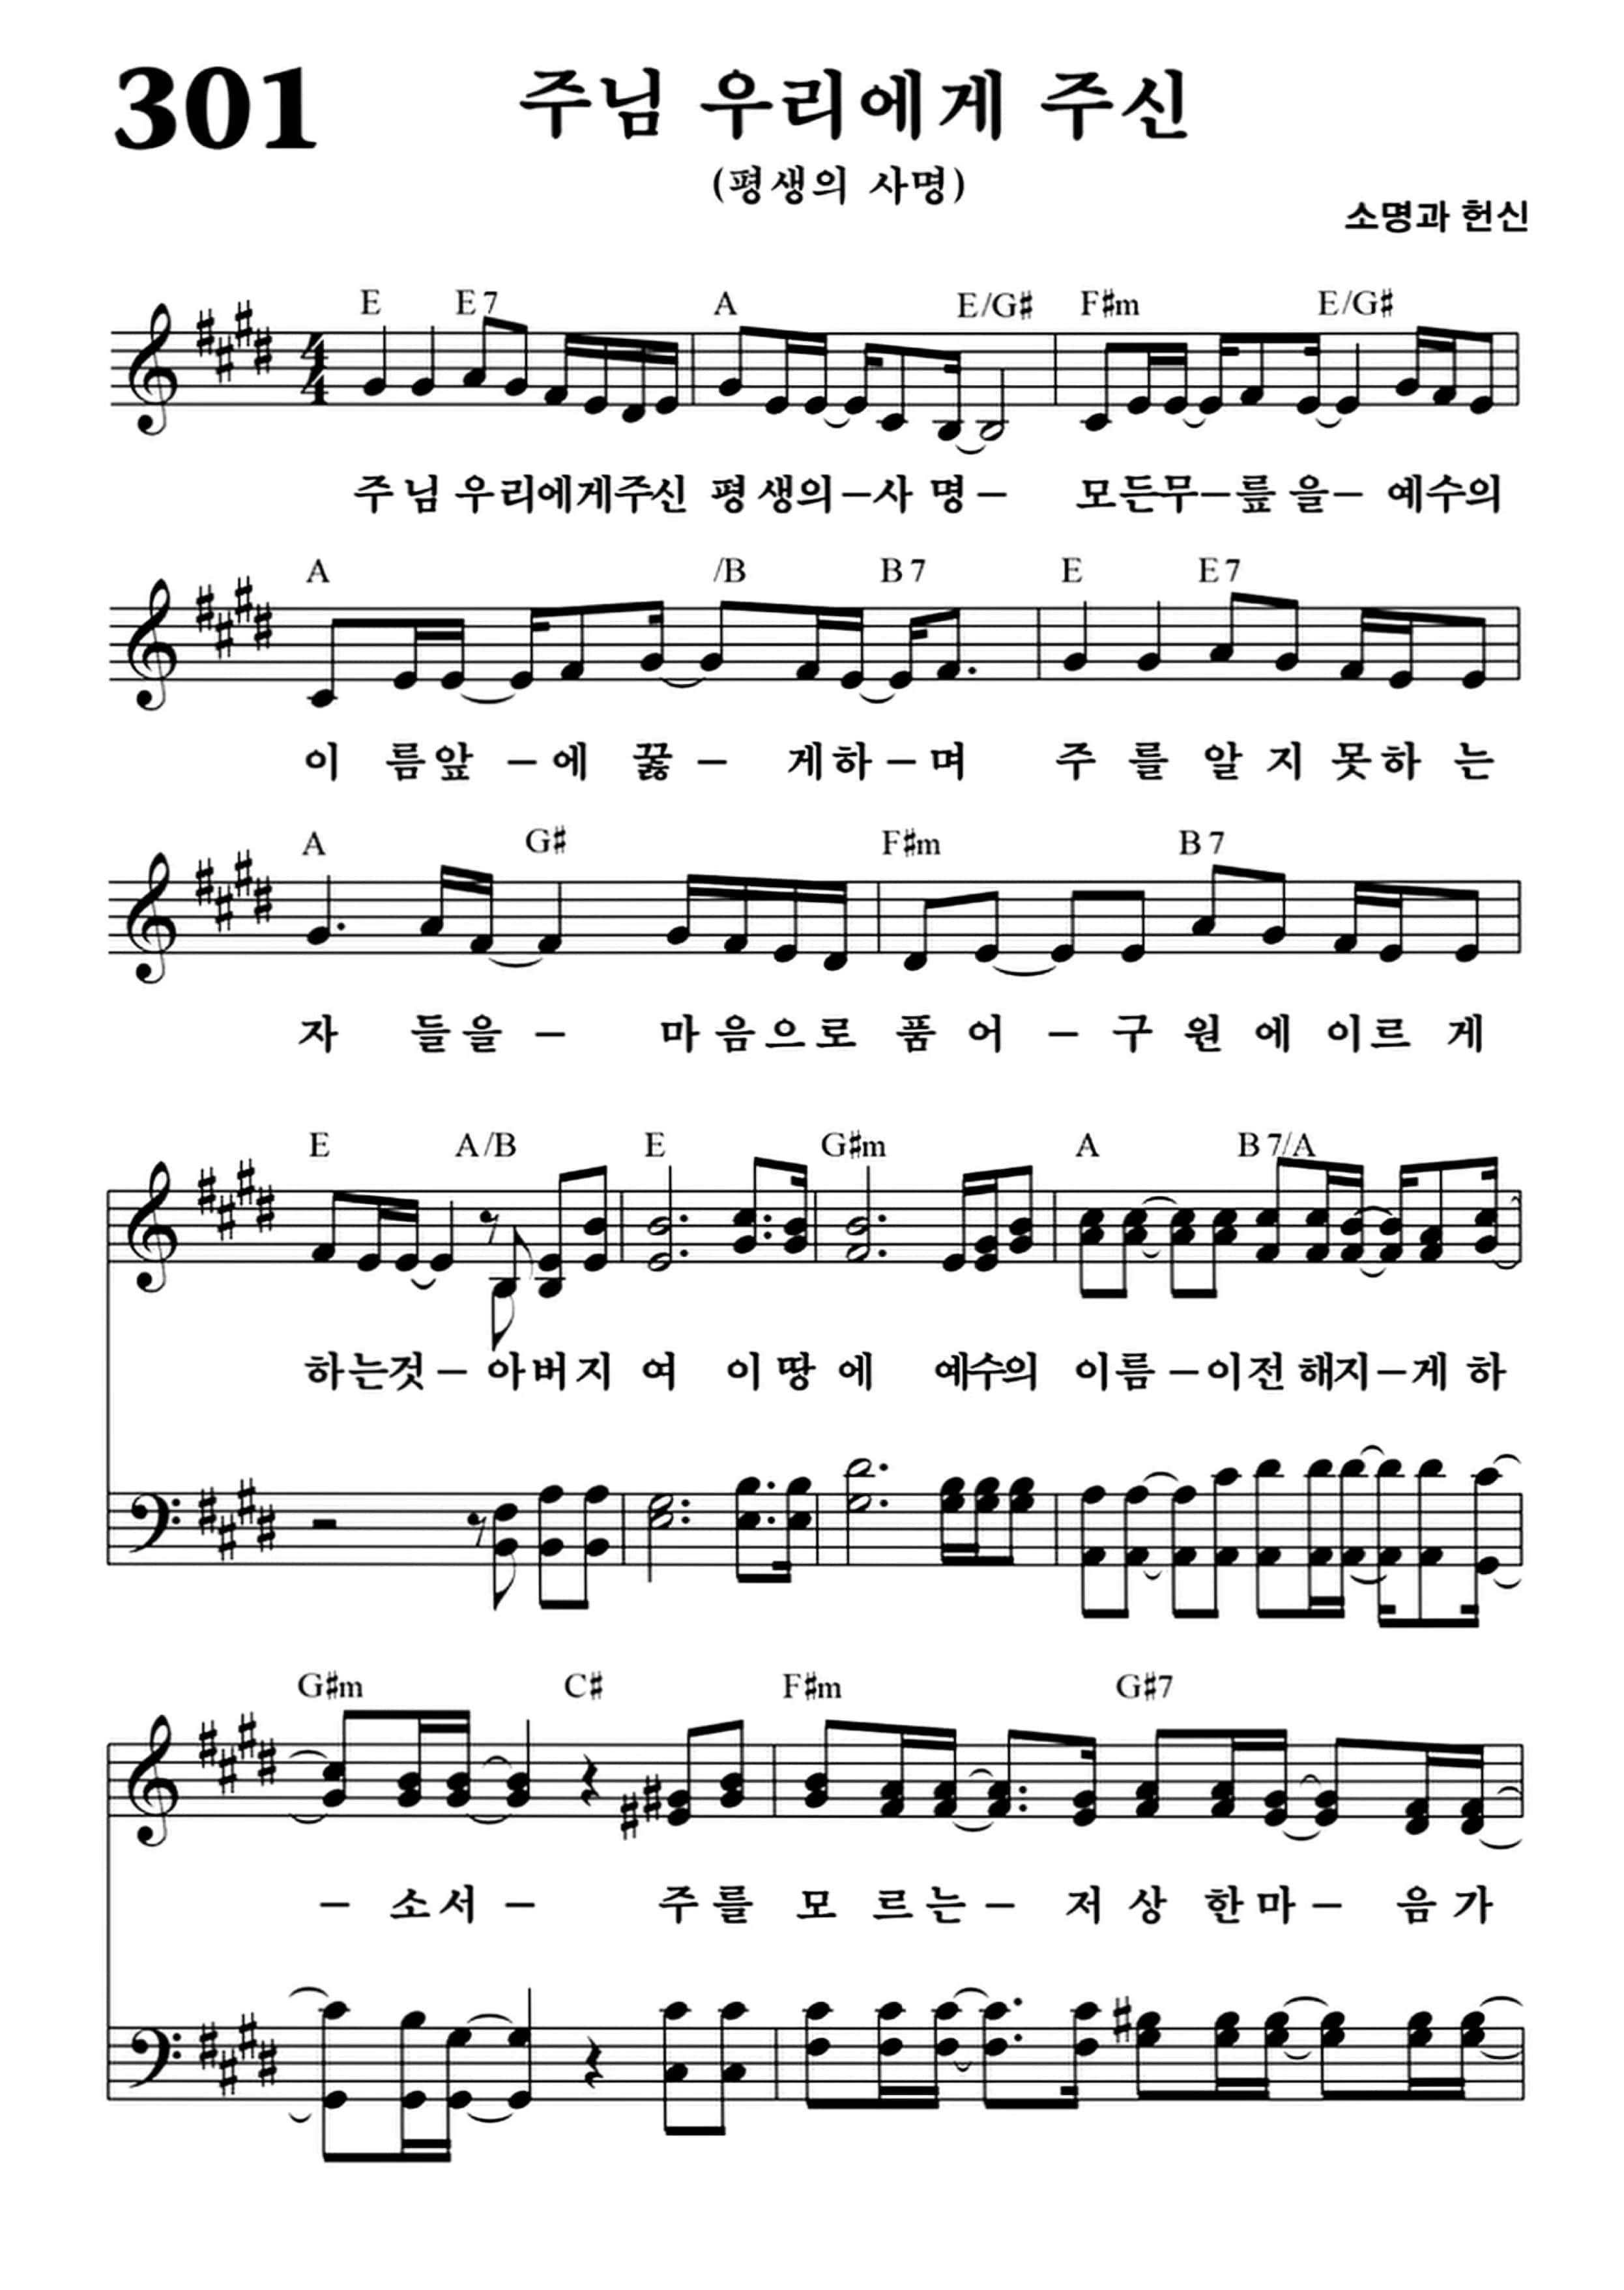 301
주님 우리에게 주신
(평생의 사명)
소명과 헌신
E E7 A E/G# F#m E/G#
주님 우리에게주신 평생의-사 명- 모든무-릎 을- 예수의
A /B B7 E E7
이 름앞 -에 꿇 - 게하-며 주 를 알 지 못하 는
A G# F#m B7
자 들을 - 마음으로 품 어 - 구 원 에 이르 게
E A/B E G#m A B7/A
하는것- 아버지 여 이땅 에 예수의 이름 -이전 해지-게 하
G#m C# F#m G#7
- 소서 - 주를 모 르는- 저 상 한마- 음가